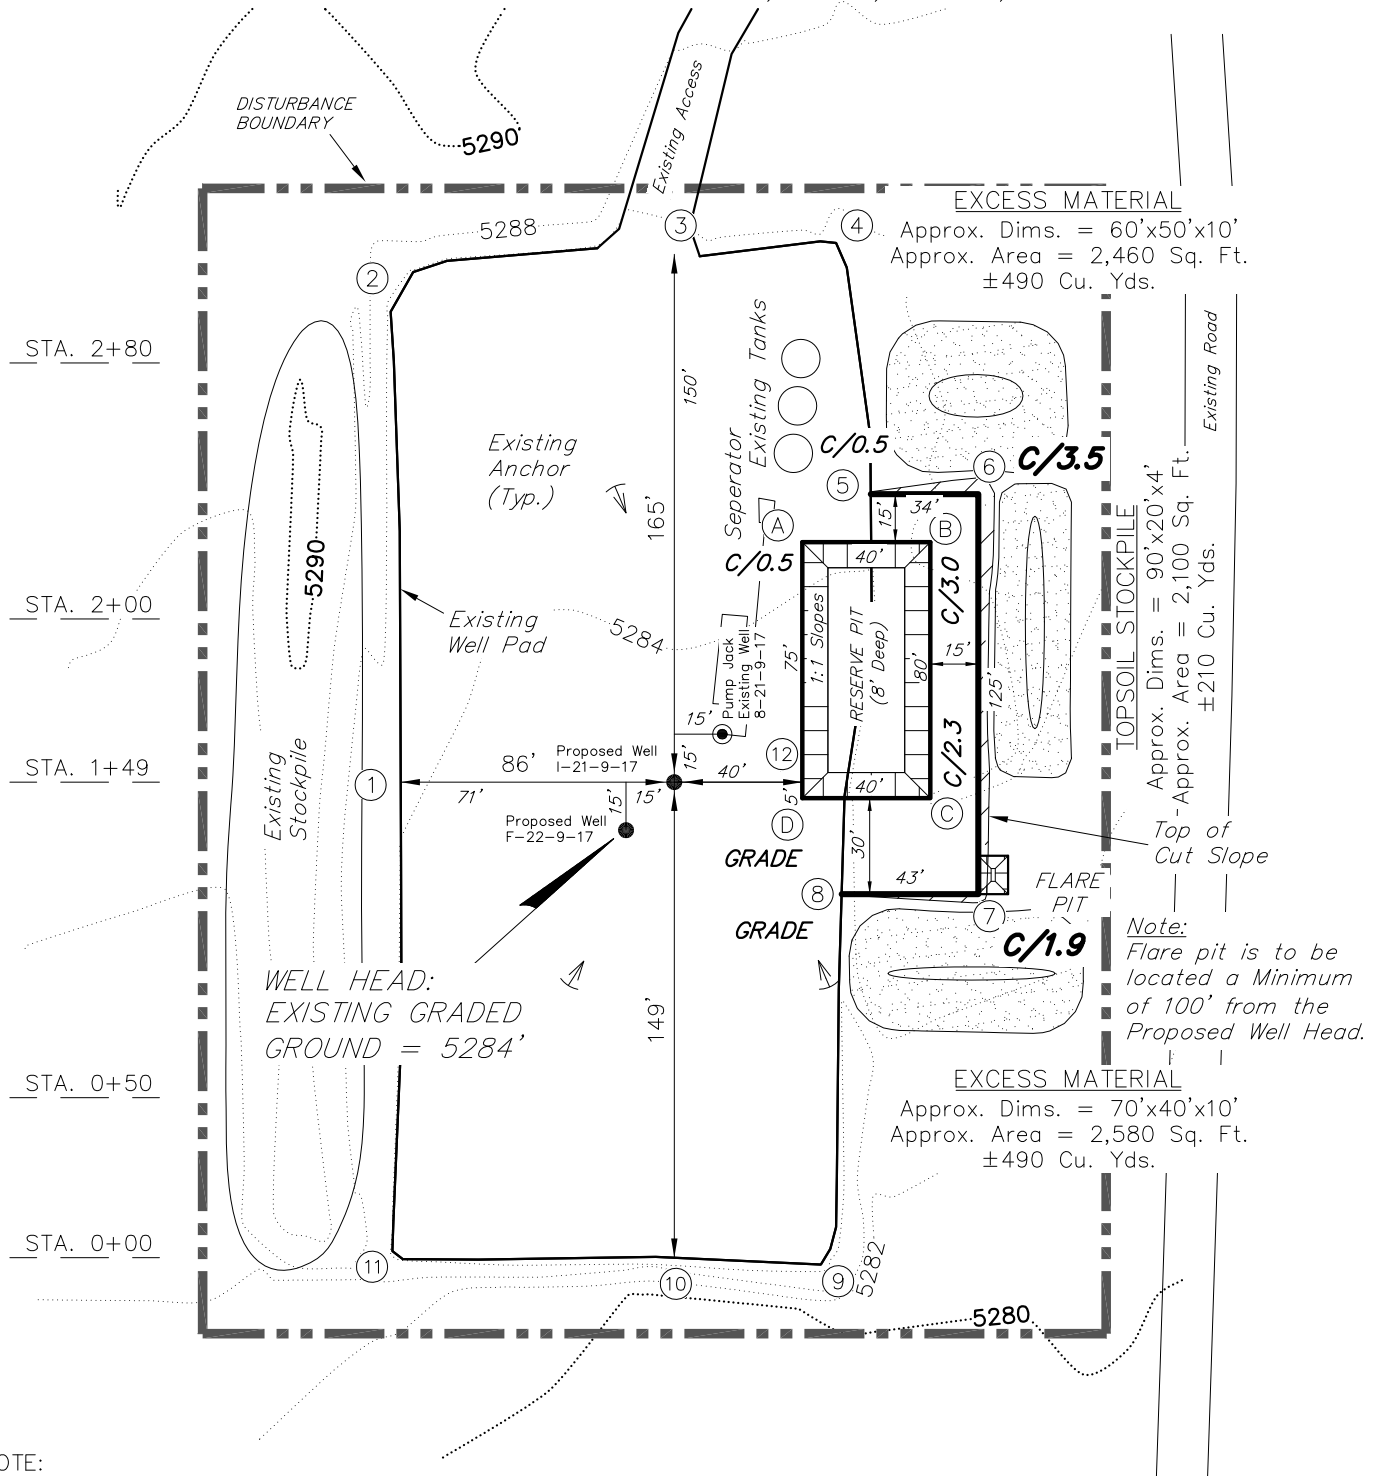 DISTURBANCE
BOUNDARY
5290
Existing Access
EXCESS MATERIAL
Approx. Dims. = 60'x50'x10'
Approx. Area = 2,460 Sq. Ft.
±490 Cu. Yds.
5288
3
4
2
STA. 2+80
Existing Tanks
150'
Existing Road
Existing
Anchor
(Typ.)
Seperator
C/0.5
6
C/3.5
5
165'
34'
15'
A
B
C/0.5
40'
5290
C/3.0
STA. 2+00
Existing
Well Pad
5284
Pump Jack
Existing Well
8-21-9-17
75'
1:1 Slopes
RESERVE PIT
(8' Deep)
80'
15'
125'
TOPSOIL STOCKPILE
Approx. Dims. = 90'x20'x4'
Approx. Area = 2,100 Sq. Ft.
±210 Cu. Yds.
15'
C/2.3
STA. 1+49
Existing
Stockpile
1
86'
71'
Proposed Well
I-21-9-17
15'
15'
15'
40'
12
5'
40'
Proposed Well
F-22-9-17
D
C
GRADE
30'
Top of
Cut Slope
43'
8
FLARE
PIT
7
GRADE
C/1.9
Note:
Flare pit is to be
located a Minimum
of 100' from the
Proposed Well Head.
WELL HEAD:
EXISTING GRADED
GROUND = 5284'
149'
STA. 0+50
EXCESS MATERIAL
Approx. Dims. = 70'x40'x10'
Approx. Area = 2,580 Sq. Ft.
±490 Cu. Yds.
STA. 0+00
11
10
9
5282
5280
OTE: